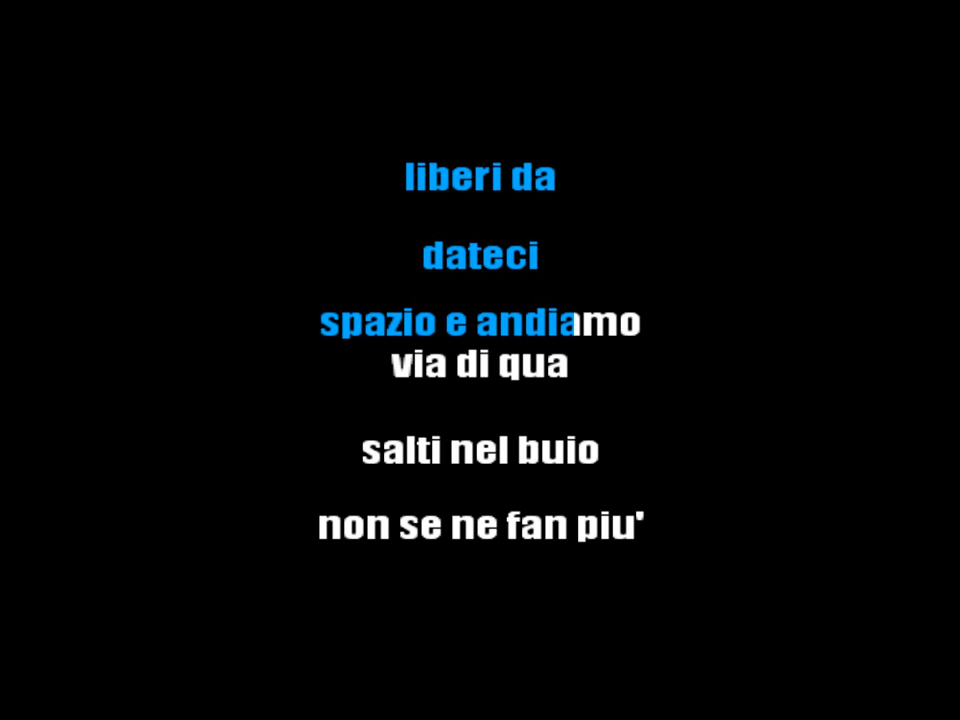 liberi da
dateci
spazio e andiamo
via di qua
salti nel buio
non se ne fan piu'